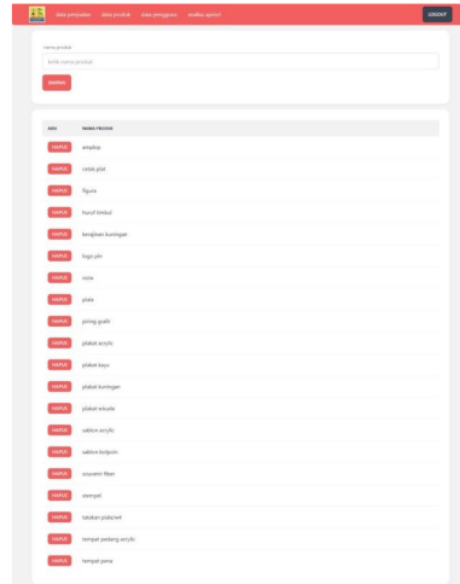 data penjualan data produk data pengguna analisa apriori LOGOUT
nama produk
ketik nama produk
SIMPAN
AKSI NAMA PRODUK
HAPUS amplop
HAPUS cetak plat
HAPUS figura
HAPUS huruf timbul
HAPUS kerajinan kuningan
HAPUS logo pin
HAPUS nota
HAPUS piala
HAPUS piring grafir
HAPUS plakat acrylic
HAPUS plakat kayu
HAPUS plakat kuningan
HAPUS plakat wisuda
HAPUS sablon acrylic
HAPUS sablon bolpoin
HAPUS souvenir fiber
HAPUS stempel
HAPUS tatakan piala/w4
HAPUS tempat pedang acrylic
HAPUS tempat pena